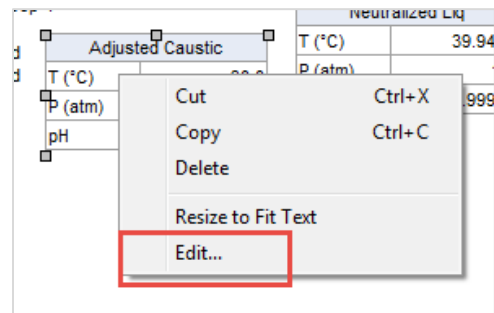 Neutralized Liq
Adjusted Caustic
T (°C) 39.94
T (°C)
P (atm)
P (atm)
.999
pH
Cut Ctrl+X
Copy Ctrl+C
Delete
Resize to Fit Text
Edit...